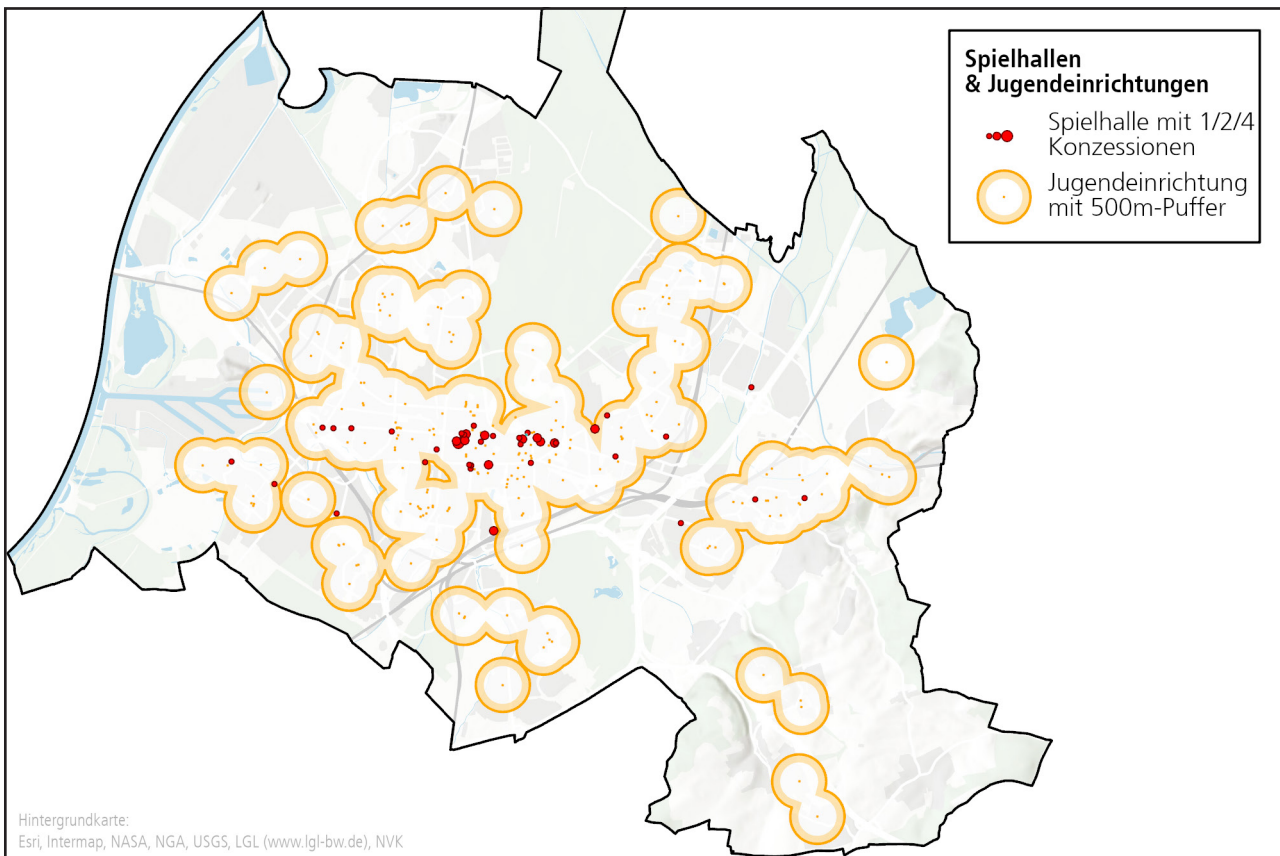 Spielhallen
& Jugendeinrichtungen
Spielhalle mit 1/2/4
Konzessionen
Jugendeinrichtung
mit 500m-Puffer
Hintergrundkarte:
Esri, Intermap, NASA, NGA, USGS, LGL (www.lgl-bw.de), NVK